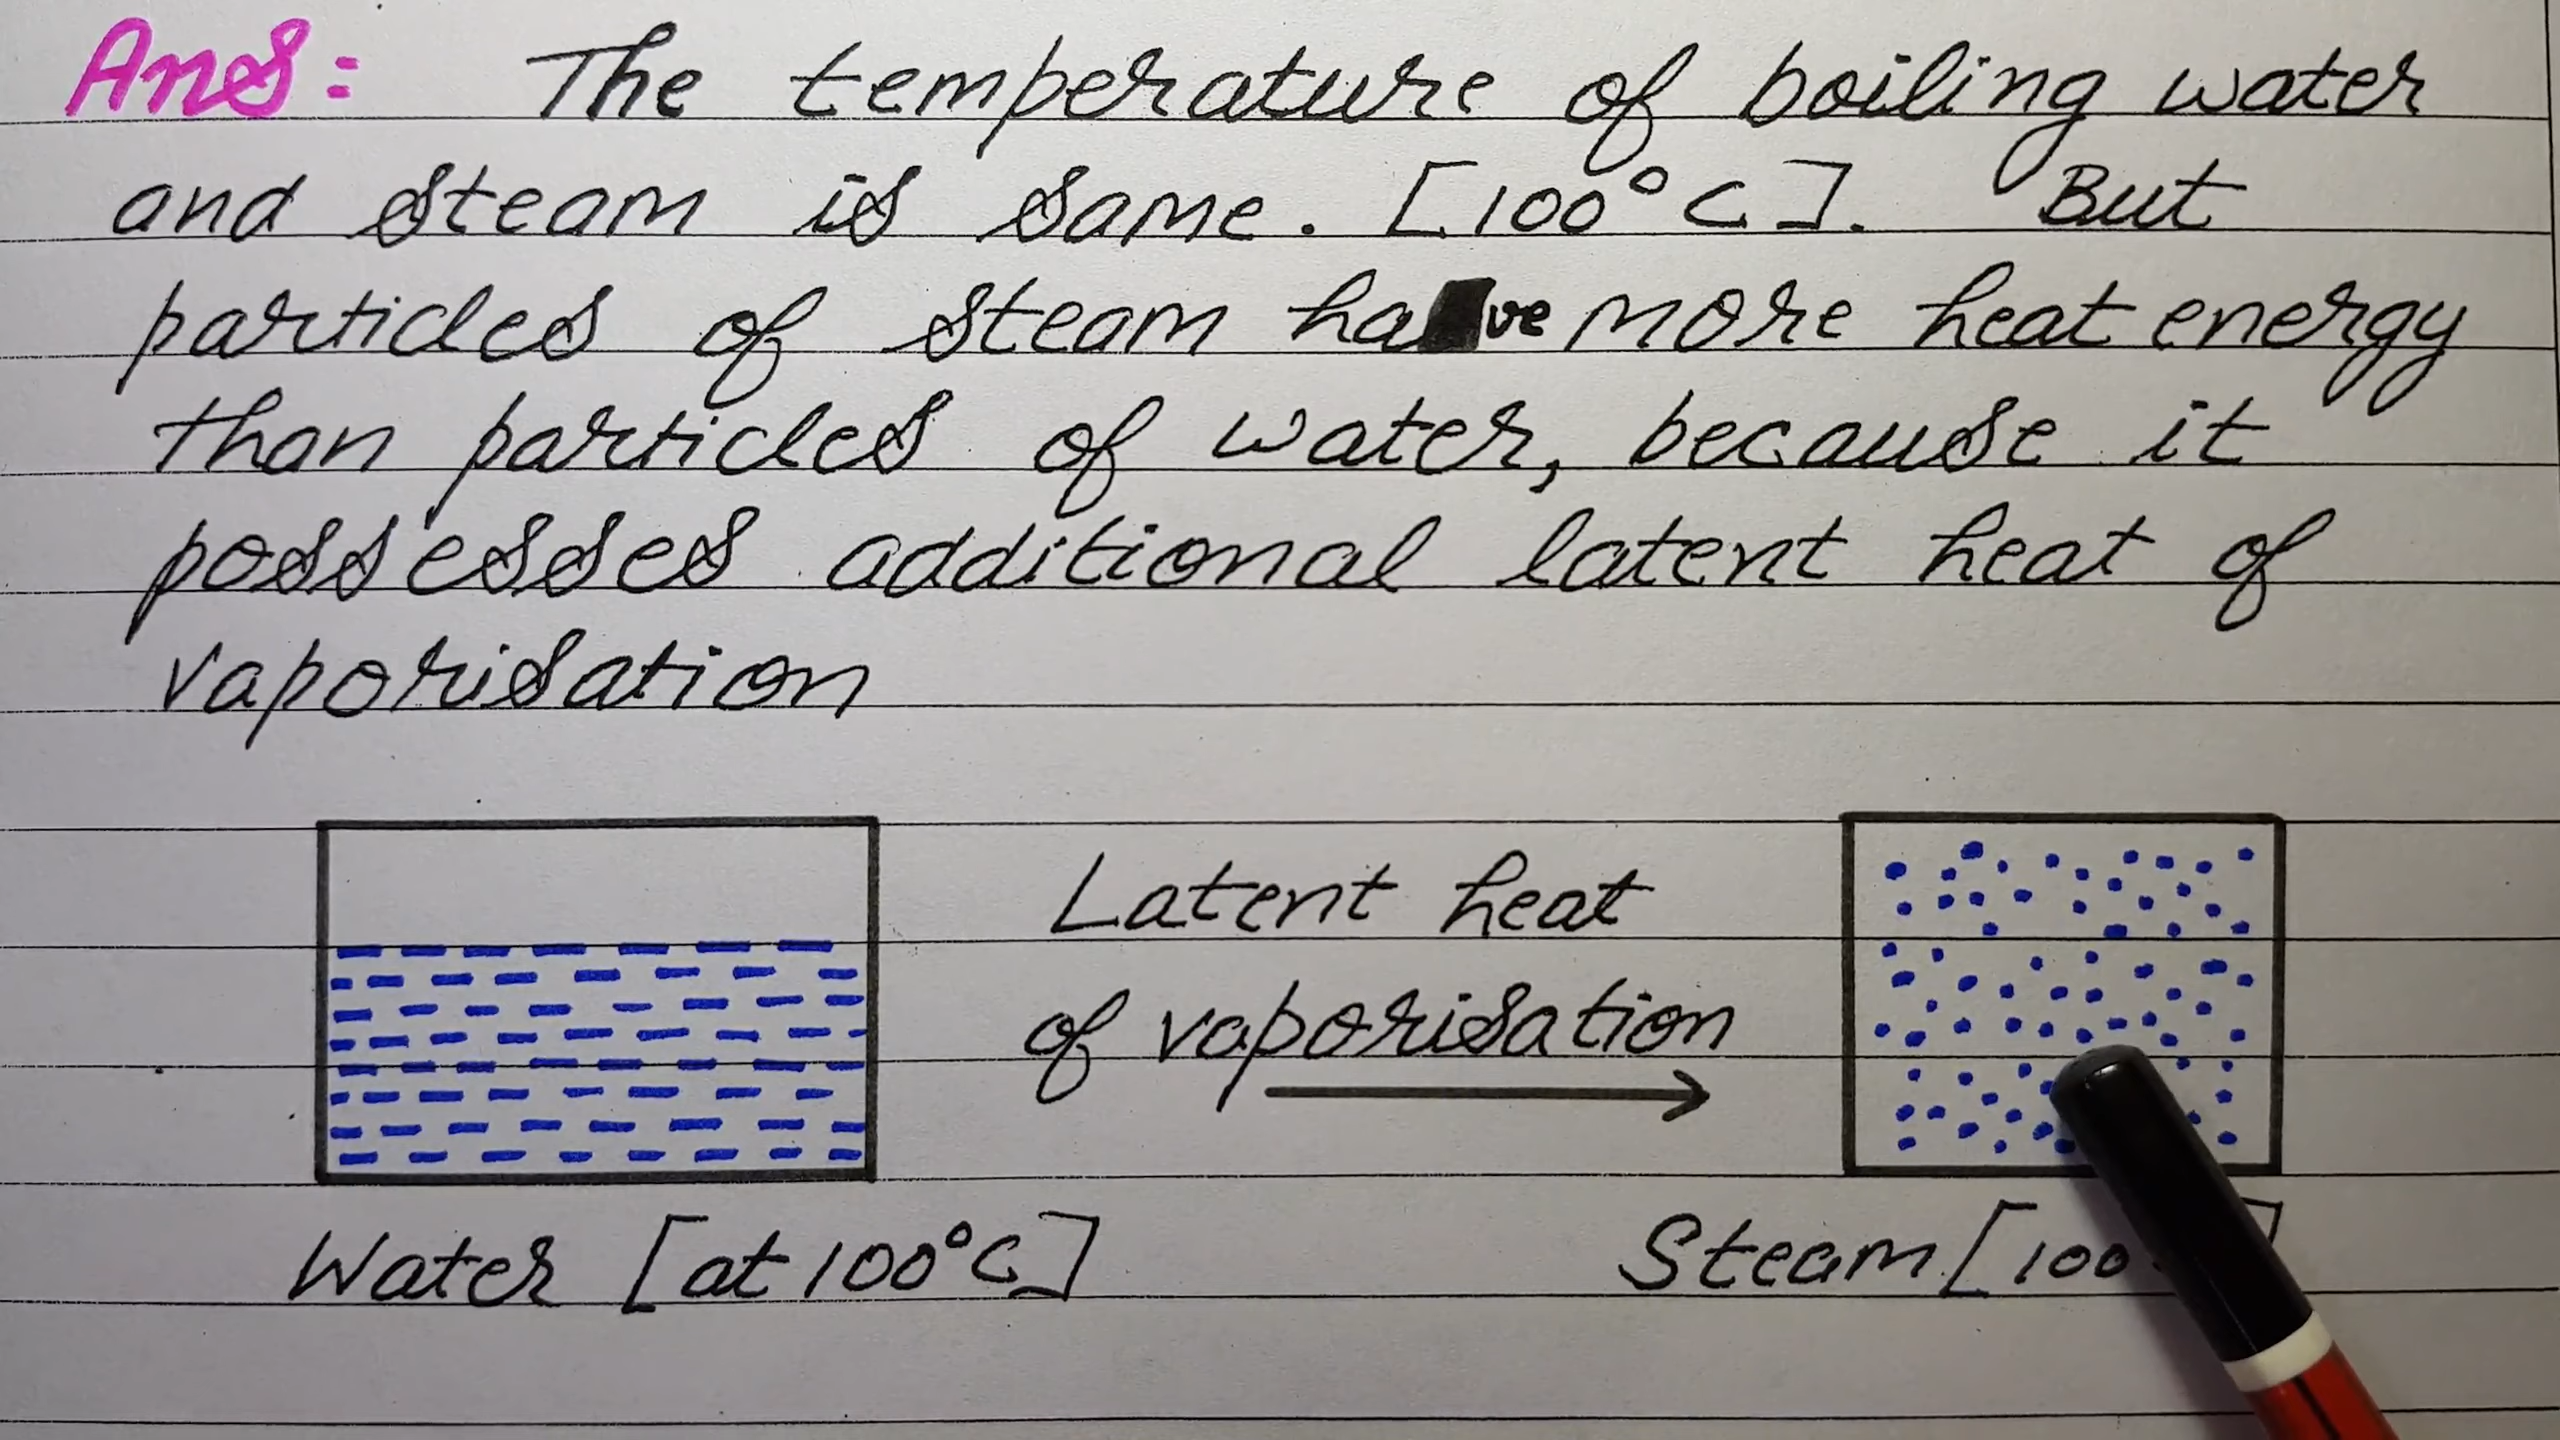 Ans: The temperature of boiling water
and steam is same. [100°C]. But
particles of steam have more heat energy
than particles of water, because it
possesses additional latent heat of
vaporisation
Latent heat
of vaporisation
Water [at 100°C]
Steam [100 ]